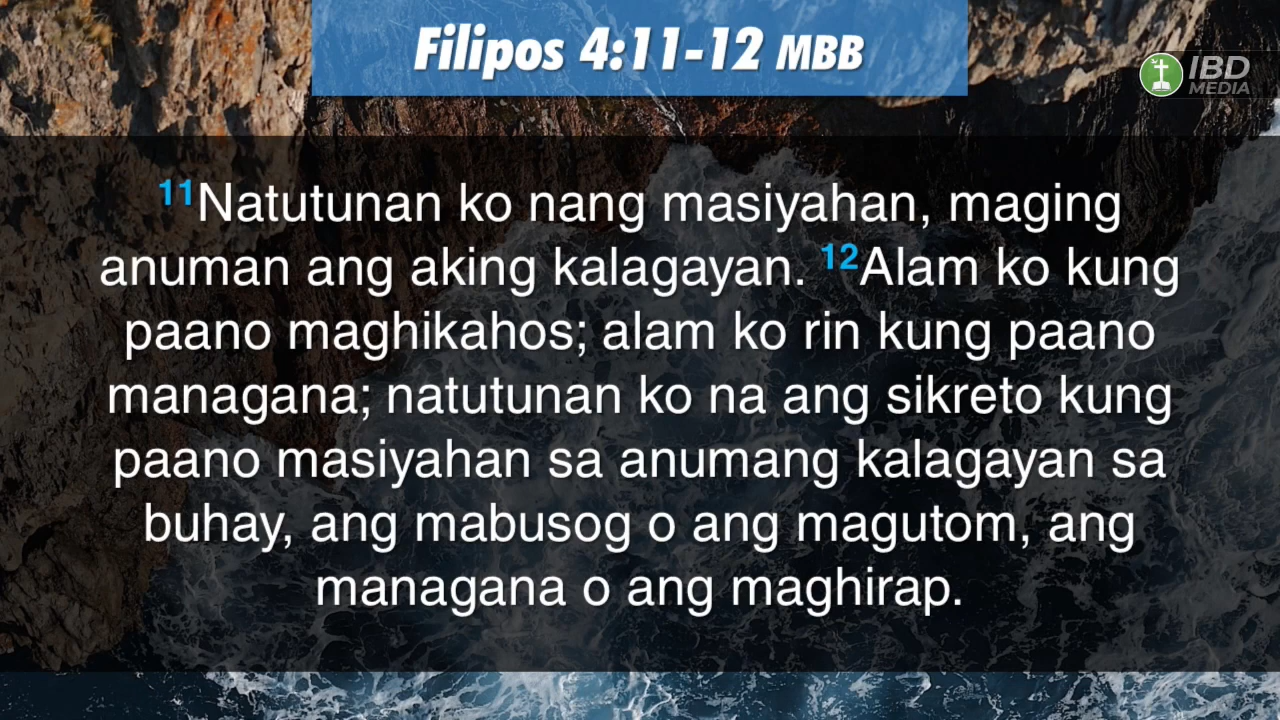 Filipos 4:11-12 MBB
IBD
MEDIA
11Natutunan ko nang masiyahan, maging
anuman ang aking kalagayan. 12Alam ko kung
paano maghikahos; alam ko rin kung paano
managana; natutunan ko na ang sikreto kung
paano masiyahan sa anumang kalagayan sa
buhay, ang mabusog o ang magutom, ang
managana o ang maghirap.